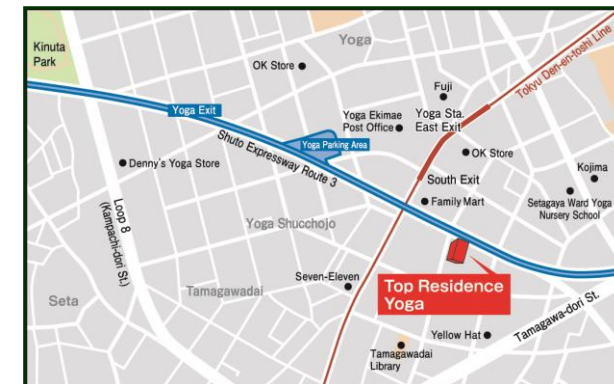 Kinuta
Park
Yoga
OK Store
Fuji
Tokyu Den-en-toshi Line
Yoga Exit
Yoga Ekimae
Post Office
Yoga Sta.
East Exit
Yoga Parking Area
Shuto Expressway Route 3
OK Store
Denny's Yoga Store
South Exit
Kojima
Family Mart
Setagaya Ward Yoga
Nursery School
Loop 8
(Kampachi-dori St.)
Yoga Shucchojo
Seven-Eleven
Top Residence
Yoga
Seta
Tamagawadai
Tamagawa-dori St.
Yellow Hat
Tamagawadai
Library